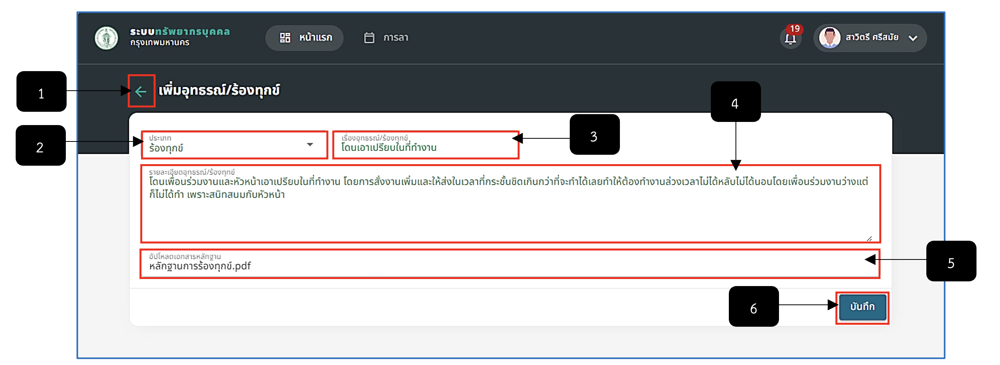 ระบบทรัพยากรบุคคล
กรุงเทพมหานคร
หน้าแรก
การลา
19
สาวิตรี ศรีสมัย
1
เพิ่มอุทธรณ์/ร้องทุกข์
4
3
2
ประเภท
ร้องทุกข์
เรื่องอุทธรณ์/ร้องทุกข์
โดนเอาเปรียบในที่ทำงาน
รายละเอียดอุทธรณ์/ร้องทุกข์
โดนเพื่อนร่วมงานและหัวหน้าเอาเปรียบในที่ทำงาน โดยการสั่งงานเพิ่มและให้ส่งในเวลาที่กระชั้นชิดเกินกว่าที่จะทำได้เลยทำให้ต้องทำงานล่วงเวลาไม่ได้หลับไม่ได้นอนโดยเพื่อนร่วมงานว่างแต่
ก็ไม่ได้ทำ เพราะสนิทสนมกับหัวหน้า
อัปโหลดเอกสารหลักฐาน
หลักฐานการร้องทุกข์.pdf
5
6
บันทึก